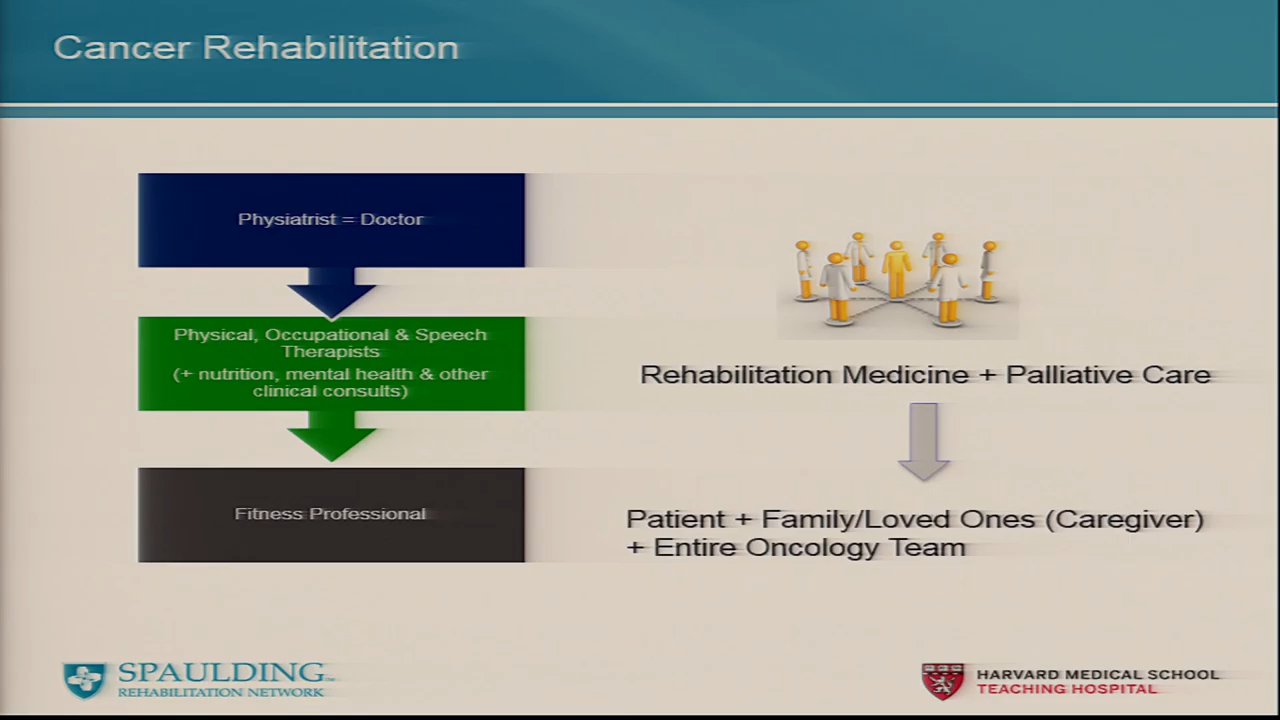 Cancer Rehabilitation
Physiatrist = Doctor
Physical, Occupational & Speech
Therapists
(+ nutrition, mental health & other
clinical consults)
Fitness Professional
Rehabilitation Medicine + Palliative Care
Patient + Family/Loved Ones (Caregiver)
+ Entire Oncology Team
SPAULDING
REHABILITATION NETWORK
HARVARD MEDICAL SCHOOL
TEACHING HOSPITAL